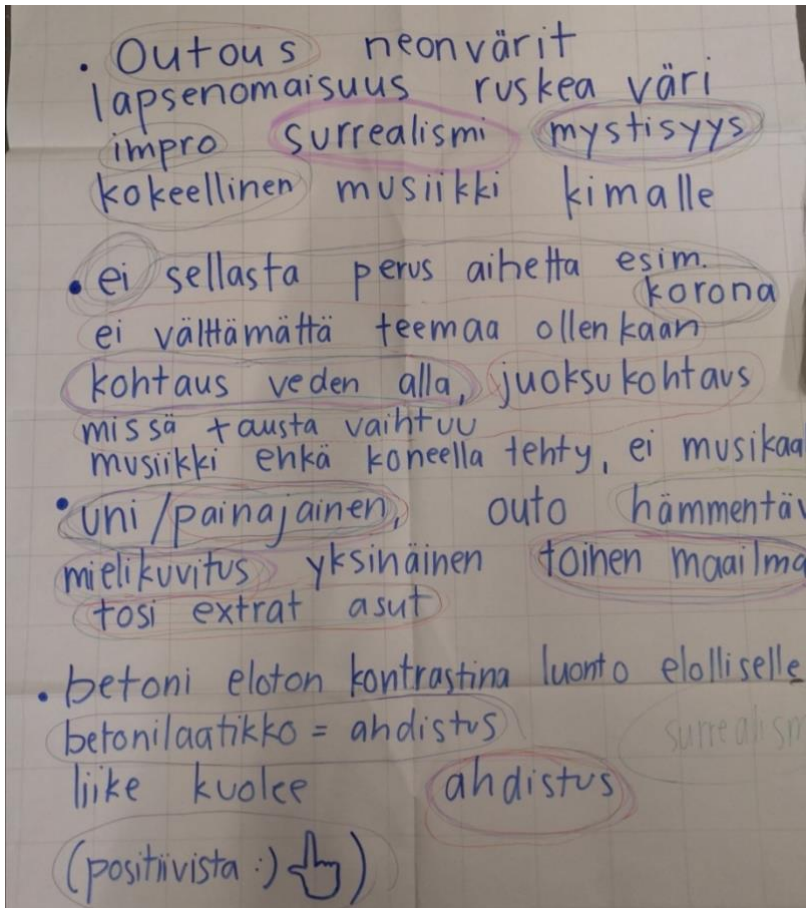 • Outous neonvärit
lapsenomaisuus ruskea väri
impro surrealismi mystisyys
kokeellinen musiikki kimalle
• ei sellasta perus aihetta esim.
korona
ei välttämättä teemaa ollenkaan
kohtaus veden alla, juoksukohtaus
missä tausta vaihtuu
musiikki ehkä koneella tehty, ei musikaa
• uni/painajainen, outo hämmentäv
mielikuvitus yksinäinen toinen maailma
tosi extrat asut
• betoni eloton kontrastina luonto elolliselle
betonilaatikko = ahdistus surrealism
liike kuolee ahdistus
(positiivista :) )